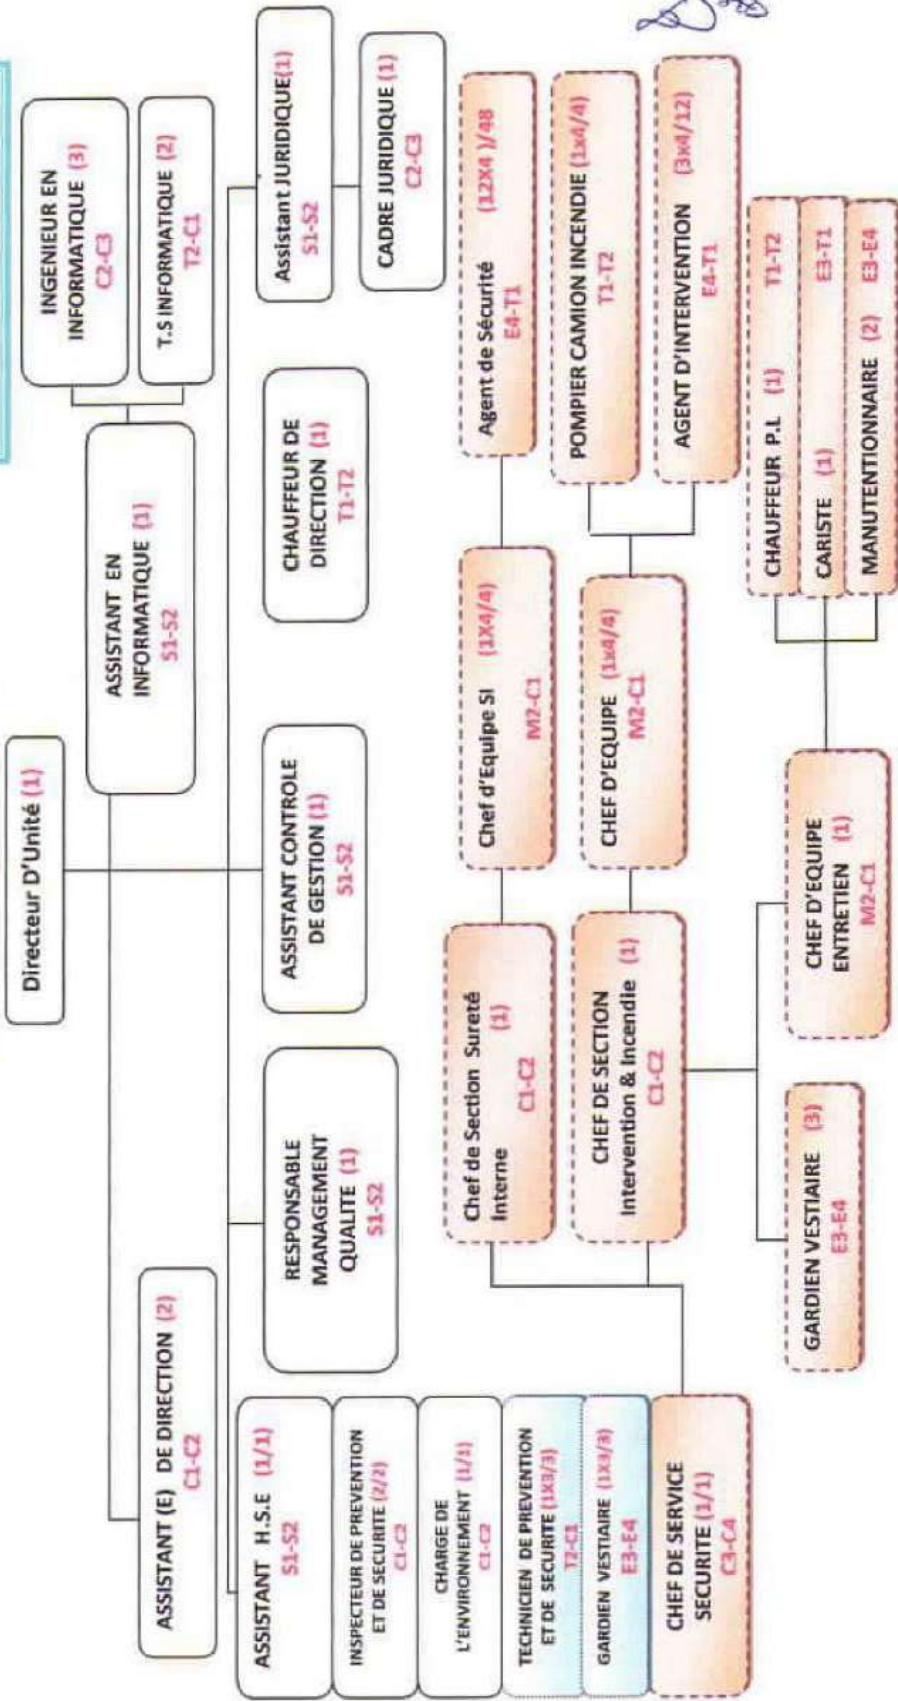 Directeur D'Unité (1)
ASSISTANT (E) DE DIRECTION (2)
C1-C2
ASSISTANT EN
INFORMATIQUE (1)
S1-S2
INGENIEUR EN
INFORMATIQUE (3)
C2-C3
T.S INFORMATIQUE (2)
T2-C1
ASSISTANT H.S.E (1/1)
S1-S2
INSPECTEUR DE PREVENTION
ET DE SECURITE (2/2)
C1-C2
CHARGE DE
L'ENVIRONNEMENT (1/1)
C1-C2
TECHNICIEN DE PREVENTION
ET DE SECURITE (1X3/3)
T2-C1
GARDIEN VESTIAIRE (1X3/3)
E3-E4
CHEF DE SERVICE
SECURITE (1/1)
C3-C4
RESPONSABLE
MANAGEMENT
QUALITE (1)
S1-S2
ASSISTANT CONTROLE
DE GESTION (1)
S1-S2
CHAUFFEUR DE
DIRECTION (1)
T1-T2
Assistant JURIDIQUE(1)
S1-S2
CADRE JURIDIQUE (1)
C2-C3
Chef de Section Sureté
Interne (1)
C1-C2
Chef d'Equipe SI (1X4/4)
M2-C1
Agent de Sécurité (12X4 )/48
E4-T1
CHEF DE SECTION
Intervention & Incendie (1)
C1-C2
CHEF D'EQUIPE (1x4/4)
M2-C1
POMPIER CAMION INCENDIE (1x4/4)
T1-T2
AGENT D'INTERVENTION (3x4/12)
E4-T1
GARDIEN VESTIAIRE (3)
E3-E4
CHEF D'EQUIPE
ENTRETIEN (1)
M2-C1
CHAUFFEUR P.L (1) T1-T2
CARISTE (1) E3-T1
MANUTENTIONNAIRE (2) E3-E4